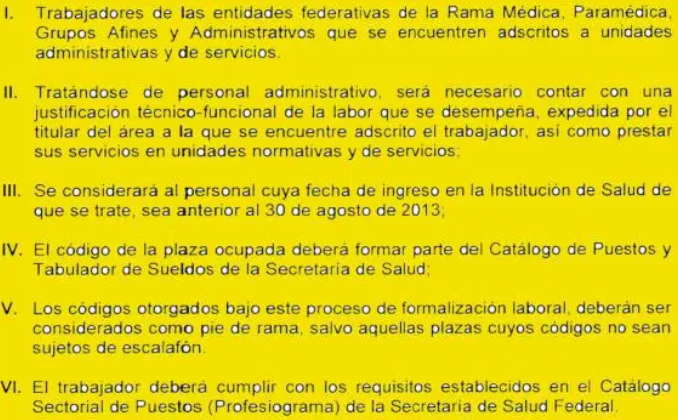 I. Trabajadores de las entidades federativas de la Rama Médica, Paramédica,
Grupos Afines y Administrativos que se encuentren adscritos a unidades
administrativas y de servicios.
II. Tratándose de personal administrativo, será necesario contar con una
justificación técnico-funcional de la labor que se desempeña, expedida por el
titular del área a la que se encuentre adscrito el trabajador, así como prestar
sus servicios en unidades normativas y de servicios;
III. Se considerará al personal cuya fecha de ingreso en la Institución de Salud de
que se trate, sea anterior al 30 de agosto de 2013;
IV. El código de la plaza ocupada deberá formar parte del Catálogo de Puestos y
Tabulador de Sueldos de la Secretaría de Salud;
V. Los códigos otorgados bajo este proceso de formalización laboral, deberán ser
considerados como pie de rama, salvo aquellas plazas cuyos códigos no sean
sujetos de escalafón.
VI. El trabajador deberá cumplir con los requisitos establecidos en el Catálogo
Sectorial de Puestos (Profesiograma) de la Secretaría de Salud Federal.